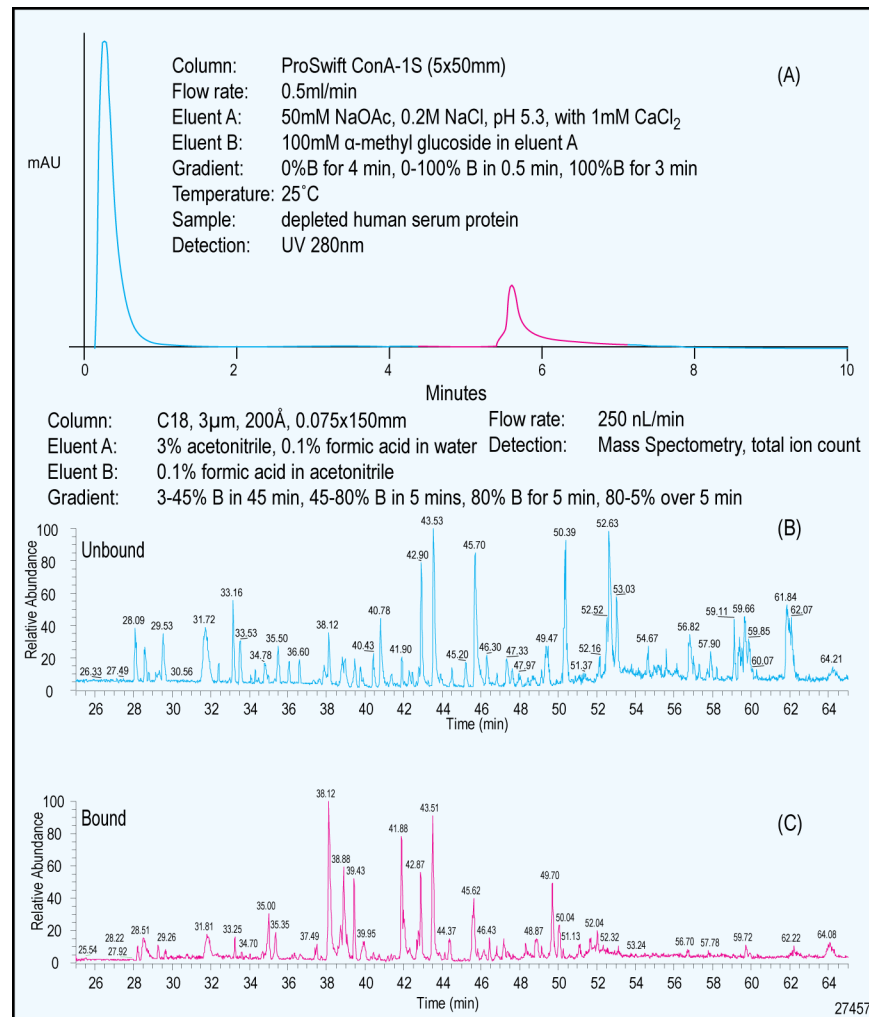 (A)
Column: ProSwift ConA-1S (5x50mm)
Flow rate: 0.5ml/min
Eluent A: 50mM NaOAc, 0.2M NaCl, pH 5.3, with 1mM CaCl2
Eluent B: 100mM α-methyl glucoside in eluent A
Gradient: 0%B for 4 min, 0-100% B in 0.5 min, 100%B for 3 min
Temperature: 25˚C
Sample: depleted human serum protein
Detection: UV 280nm
mAU
0 2 4 6 8 10
Minutes
Column: C18, 3µm, 200Å, 0.075x150mm Flow rate: 250 nL/min
Eluent A: 3% acetonitrile, 0.1% formic acid in water Detection: Mass Spectometry, total ion count
Eluent B: 0.1% formic acid in acetonitrile
Gradient: 3-45% B in 45 min, 45-80% B in 5 mins, 80% B for 5 min, 80-5% over 5 min
(B)
Unbound
Relative Abundance
100
80
60
40
20
0
26.33 27.49 28.09 29.53 30.56 31.72 33.16 33.53 34.78 35.50 36.60 38.12 40.43 40.78 41.90 42.90 43.53 45.20 45.70 46.30 47.33 47.97 49.47 50.39 51.37 52.16 52.52 52.63 53.03 54.67 56.82 57.90 59.11 59.66 59.85 60.07 61.84 62.07 64.21
26 28 30 32 34 36 38 40 42 44 46 48 50 52 54 56 58 60 62 64
Time (min)
(C)
Bound
Relative Abundance
100
80
60
40
20
0
25.54 27.92 28.22 28.51 29.26 31.81 33.25 34.70 35.00 35.35 37.49 38.12 38.88 39.43 39.95 41.88 42.87 43.51 44.37 45.62 46.43 48.87 49.70 50.04 51.13 52.04 52.32 53.24 56.70 57.78 59.72 62.22 64.08
26 28 30 32 34 36 38 40 42 44 46 48 50 52 54 56 58 60 62 64
Time (min)
27457